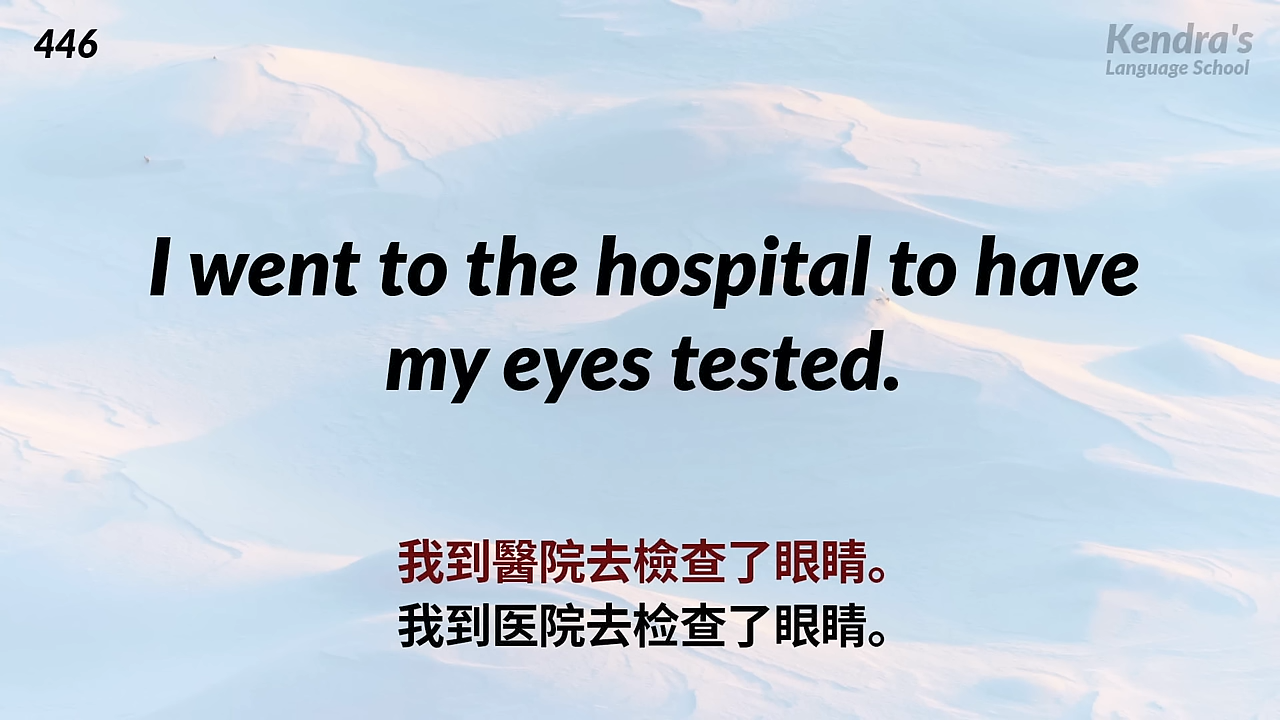 446
Kendra's
Language School
I went to the hospital to have
my eyes tested.
我到醫院去檢查了眼睛。
我到医院去检查了眼睛。